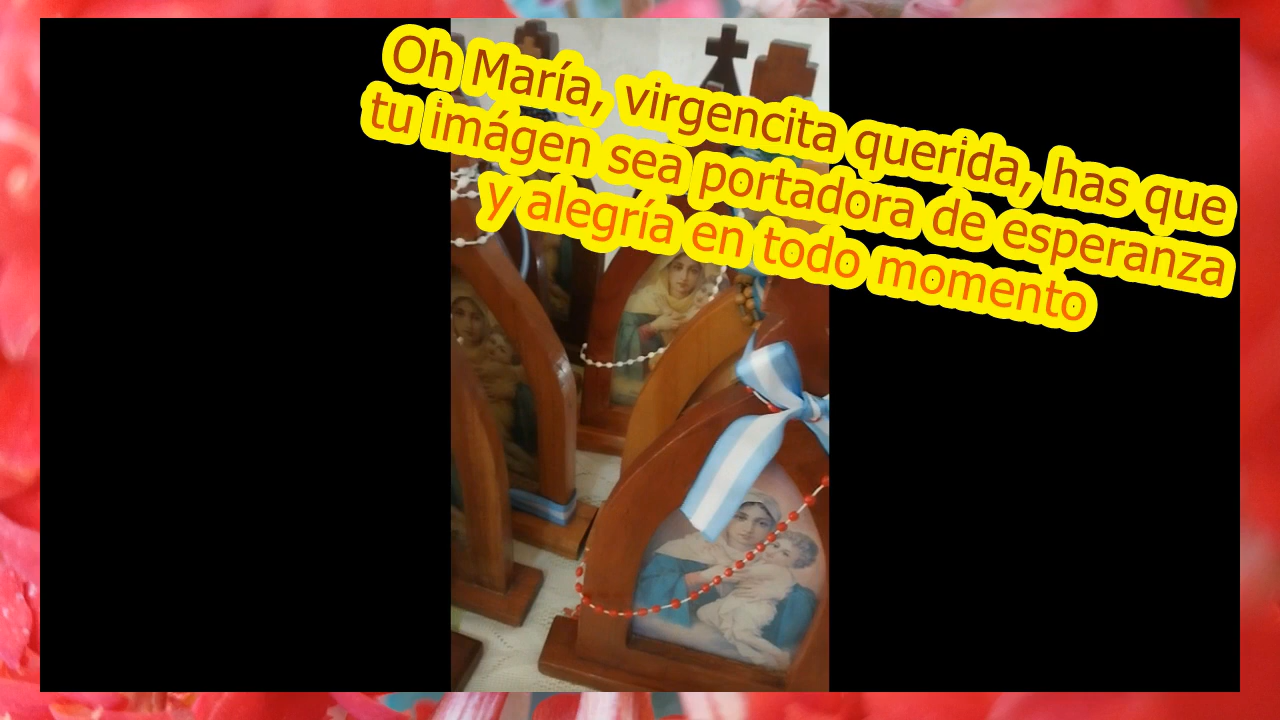 Oh María, virgencita querida, has que
tu imágen sea portadora de esperanza
y alegría en todo momento